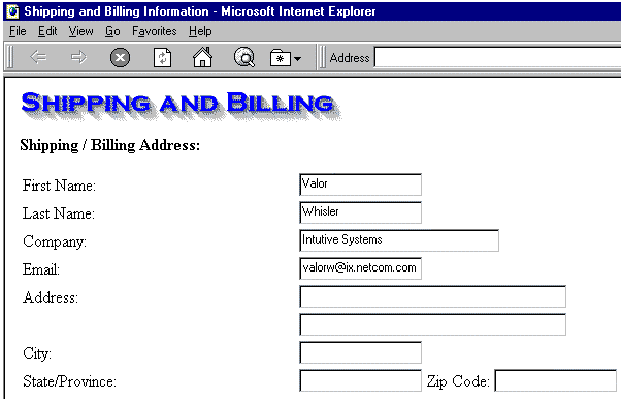 Shipping and Billing Information - Microsoft Internet Explorer
File Edit View Go Favorites Help
Address
SHIPPING AND BILLING
Shipping / Billing Address:
First Name: Valor
Last Name: Whisler
Company: Intutive Systems
Email: valorw@ix.netcom.com
Address:
City:
State/Province: Zip Code: